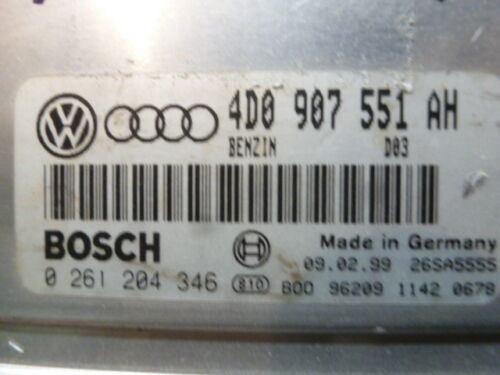 4D0 907 551 AH
BENZIN D03
BOSCH
Made in Germany
09.02.99 26SA5555
0 261 204 346 810 800 96209 1142 0678